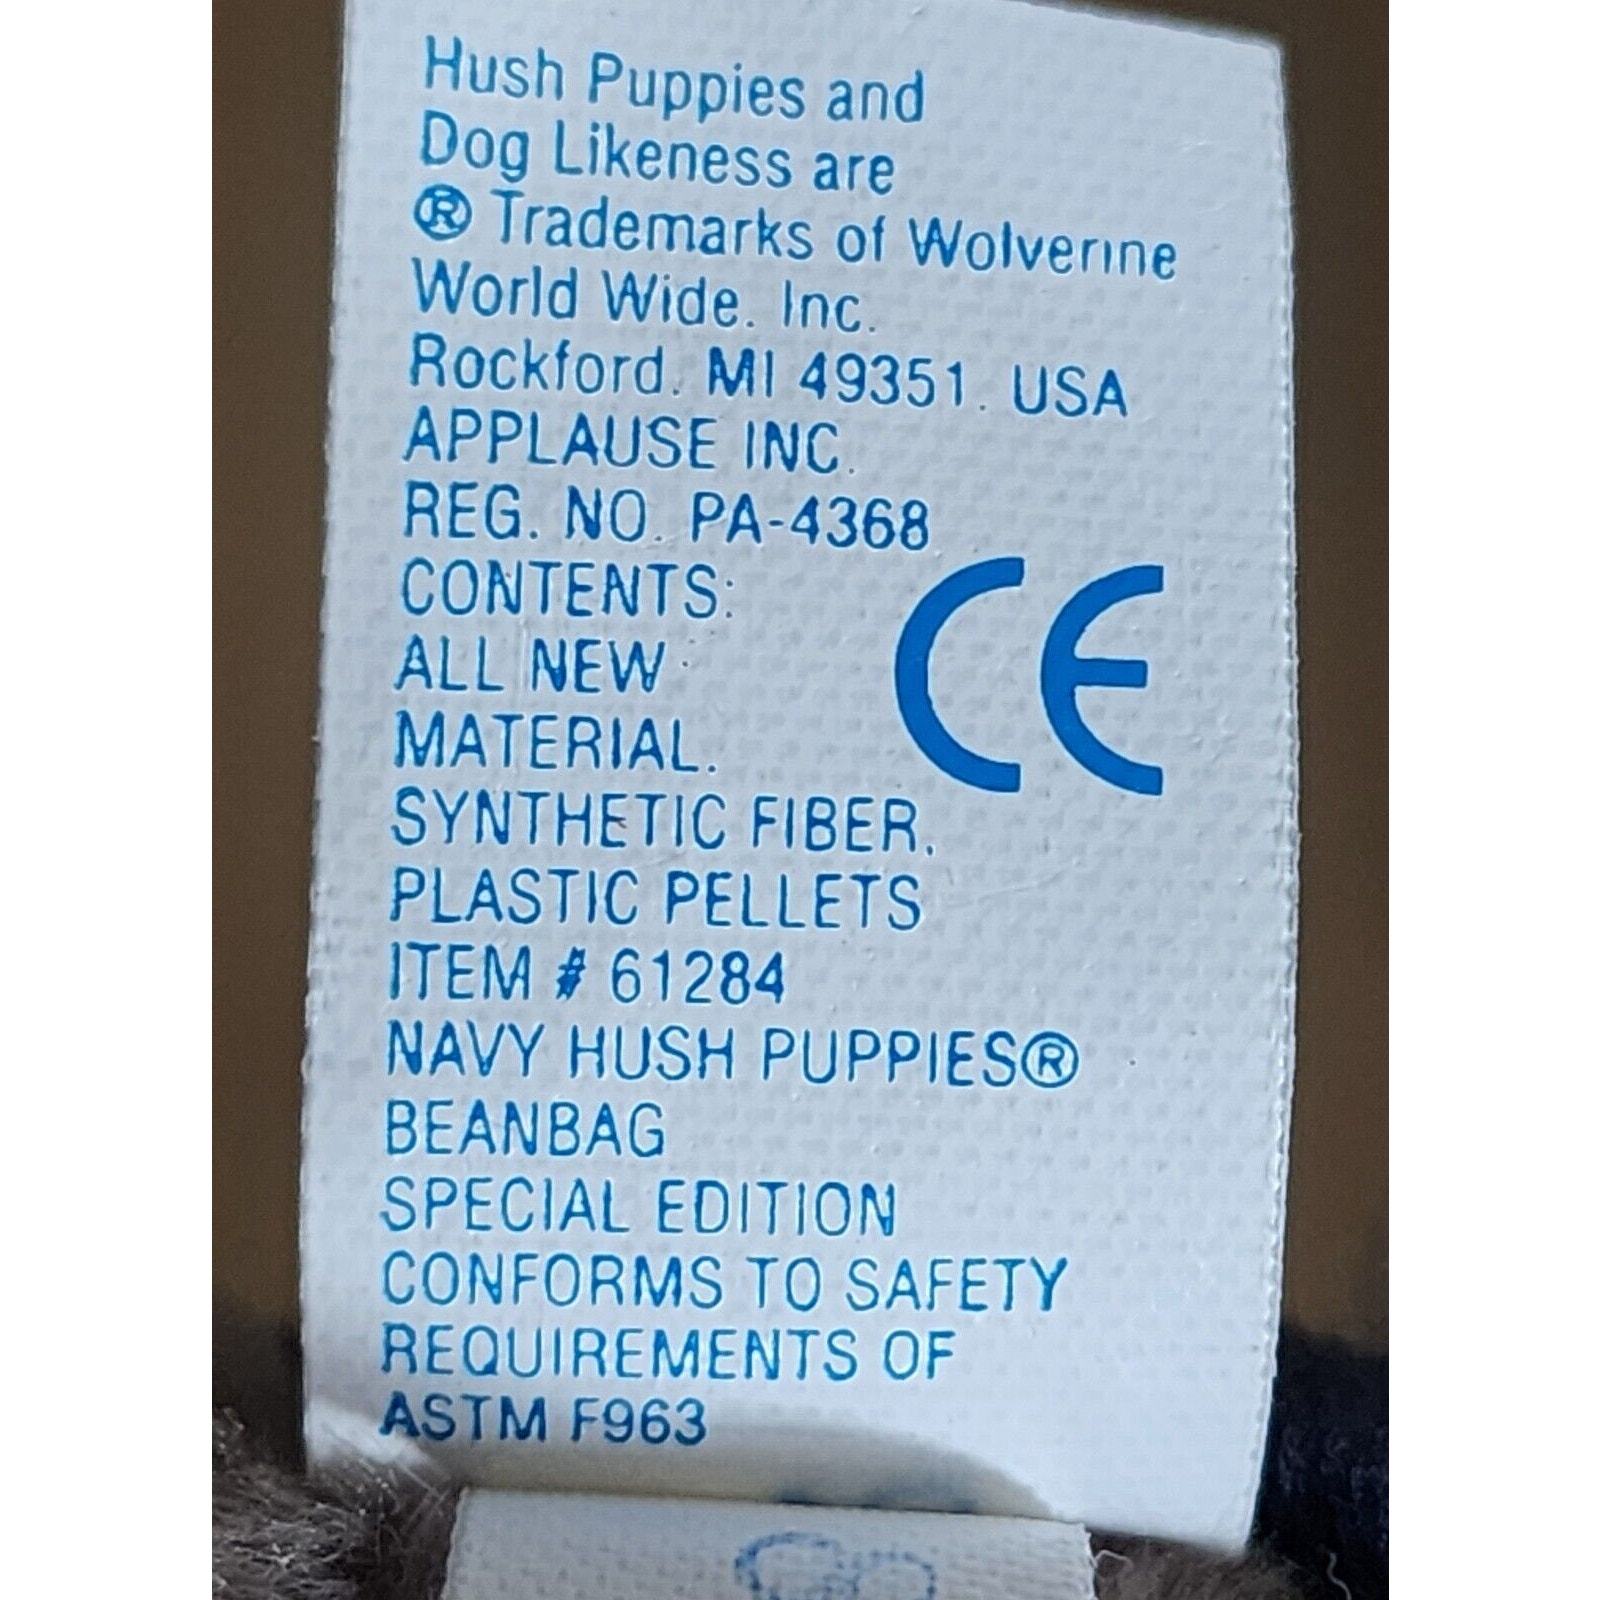 Hush Puppies and
Dog Likeness are
® Trademarks of Wolverine
World Wide. Inc.
Rockford. MI 49351. USA
APPLAUSE INC.
REG. NO. PA-4368
CONTENTS:
ALL NEW
MATERIAL.
SYNTHETIC FIBER.
PLASTIC PELLETS
CE
ITEM # 61284
NAVY HUSH PUPPIES®
BEANBAG
SPECIAL EDITION
CONFORMS TO SAFETY
REQUIREMENTS OF
ASTM F963